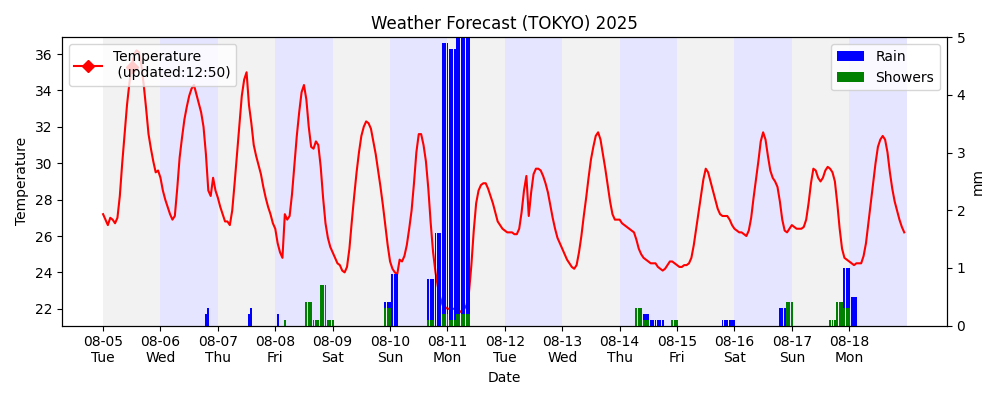 Weather Forecast (TOKYO) 2025
Temperature
(updated:12:50)
Rain
Showers
Temperature
36
34
32
30
28
26
24
22
5
4
3
2
1
0
mm
08-05 08-06 08-07 08-08 08-09 08-10 08-11 08-12 08-13 08-14 08-15 08-16 08-17 08-18
Tue Wed Thu Fri Sat Sun Mon Tue Wed Thu Fri Sat Sun Mon
Date